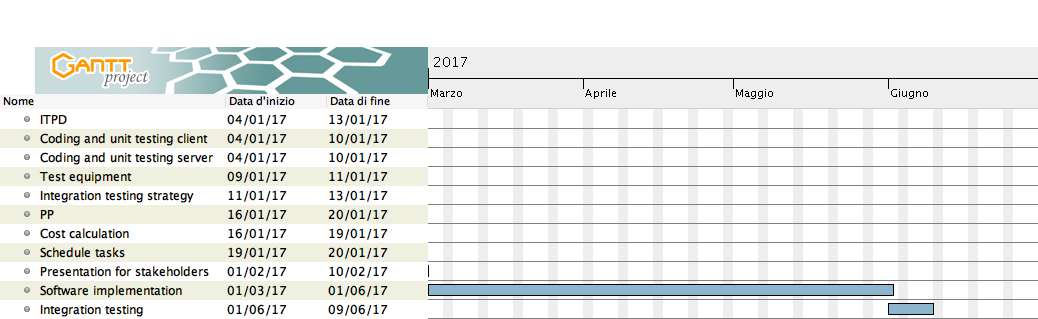 GANTT
project
2017
Marzo Aprile Maggio Giugno
Nome Data d'inizio Data di fine
ITPD 04/01/17 13/01/17
Coding and unit testing client 04/01/17 10/01/17
Coding and unit testing server 04/01/17 10/01/17
Test equipment 09/01/17 11/01/17
Integration testing strategy 11/01/17 13/01/17
PP 16/01/17 20/01/17
Cost calculation 16/01/17 19/01/17
Schedule tasks 19/01/17 20/01/17
Presentation for stakeholders 01/02/17 10/02/17
Software implementation 01/03/17 01/06/17
Integration testing 01/06/17 09/06/17